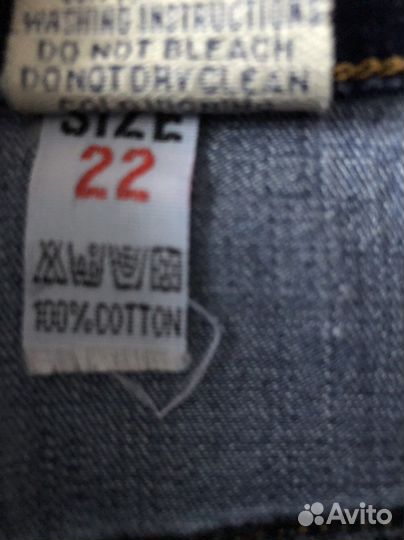 WASHING INSTRUCTIONS
DO NOT BLEACH
DO NOT DRY CLEAN
SIZE
22
100% COTTON
Avito